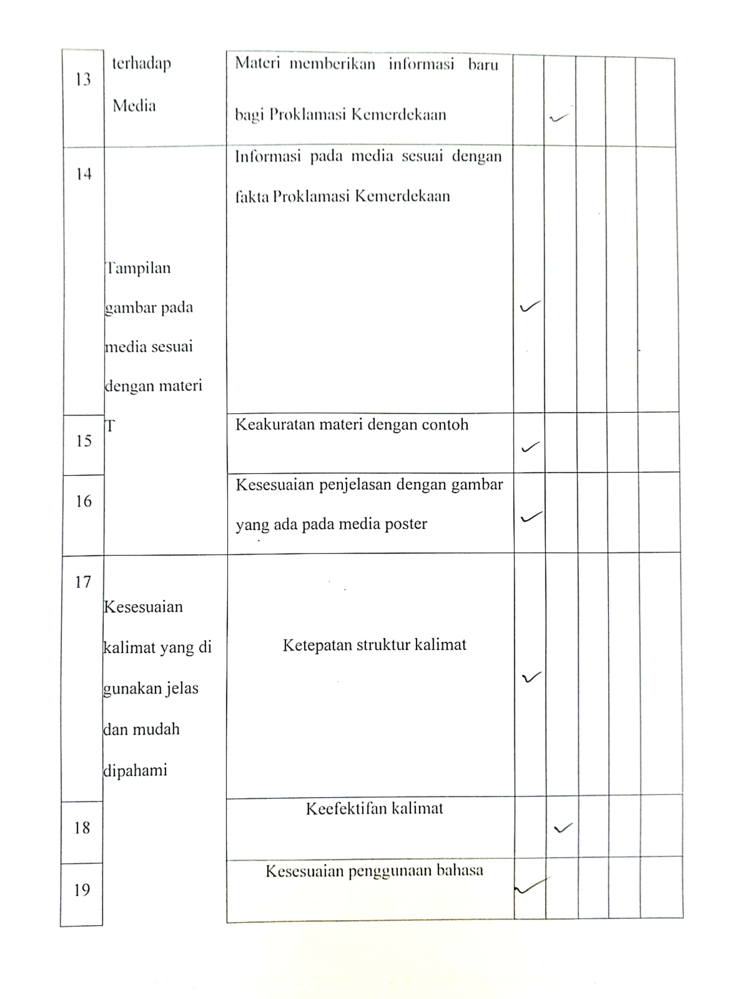 13
terhadap
Media
Materi memberikan informasi baru
bagi Proklamasi Kemerdekaan
14
Tampilan
gambar pada
media sesuai
dengan materi
T
Informasi pada media sesuai dengan
fakta Proklamasi Kemerdekaan
15
Keakuratan materi dengan contoh
16
Kesesuaian penjelasan dengan gambar
yang ada pada media poster
17
Kesesuaian
kalimat yang di
gunakan jelas
dan mudah
dipahami
Ketepatan struktur kalimat
18
Keefektifan kalimat
19
Kesesuaian penggunaan bahasa